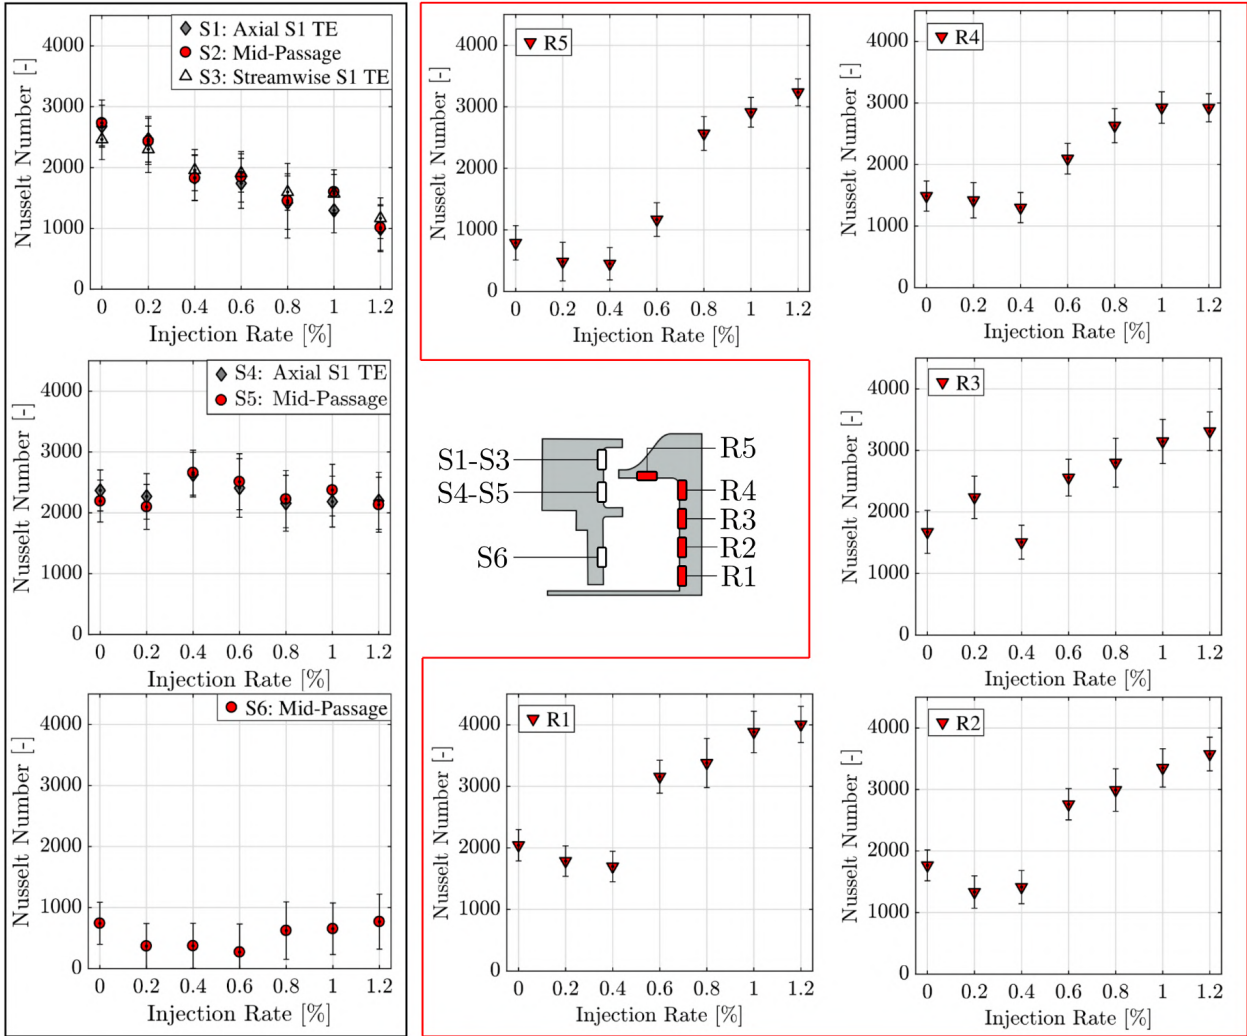 S1: Axial S1 TE
S2: Mid-Passage
S3: Streamwise S1 TE
4000
3000
2000
1000
0
Nusselt Number [-]
0 0.2 0.4 0.6 0.8 1 1.2
Injection Rate [%]
R5
4000
3000
2000
1000
0
Nusselt Number [-]
0 0.2 0.4 0.6 0.8 1 1.2
Injection Rate [%]
R4
4000
3000
2000
1000
0
Nusselt Number [-]
0 0.2 0.4 0.6 0.8 1 1.2
Injection Rate [%]
S4: Axial S1 TE
S5: Mid-Passage
4000
3000
2000
1000
0
Nusselt Number [-]
0 0.2 0.4 0.6 0.8 1 1.2
Injection Rate [%]
S1-S3
S4-S5
S6
R5
R4
R3
R2
R1
R3
4000
3000
2000
1000
0
Nusselt Number [-]
0 0.2 0.4 0.6 0.8 1 1.2
Injection Rate [%]
S6: Mid-Passage
4000
3000
2000
1000
0
Nusselt Number [-]
0 0.2 0.4 0.6 0.8 1 1.2
Injection Rate [%]
R1
4000
3000
2000
1000
0
Nusselt Number [-]
0 0.2 0.4 0.6 0.8 1 1.2
Injection Rate [%]
R2
4000
3000
2000
1000
0
Nusselt Number [-]
0 0.2 0.4 0.6 0.8 1 1.2
Injection Rate [%]